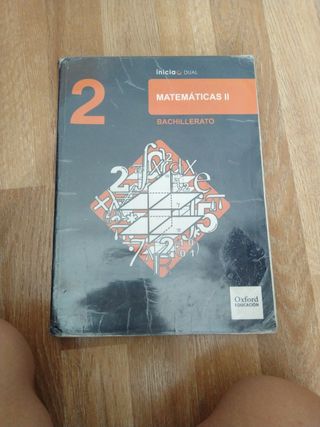 inicia DUAL
2
MATEMÁTICAS II
BACHILLERATO
Oxford
EDUCACIÓN